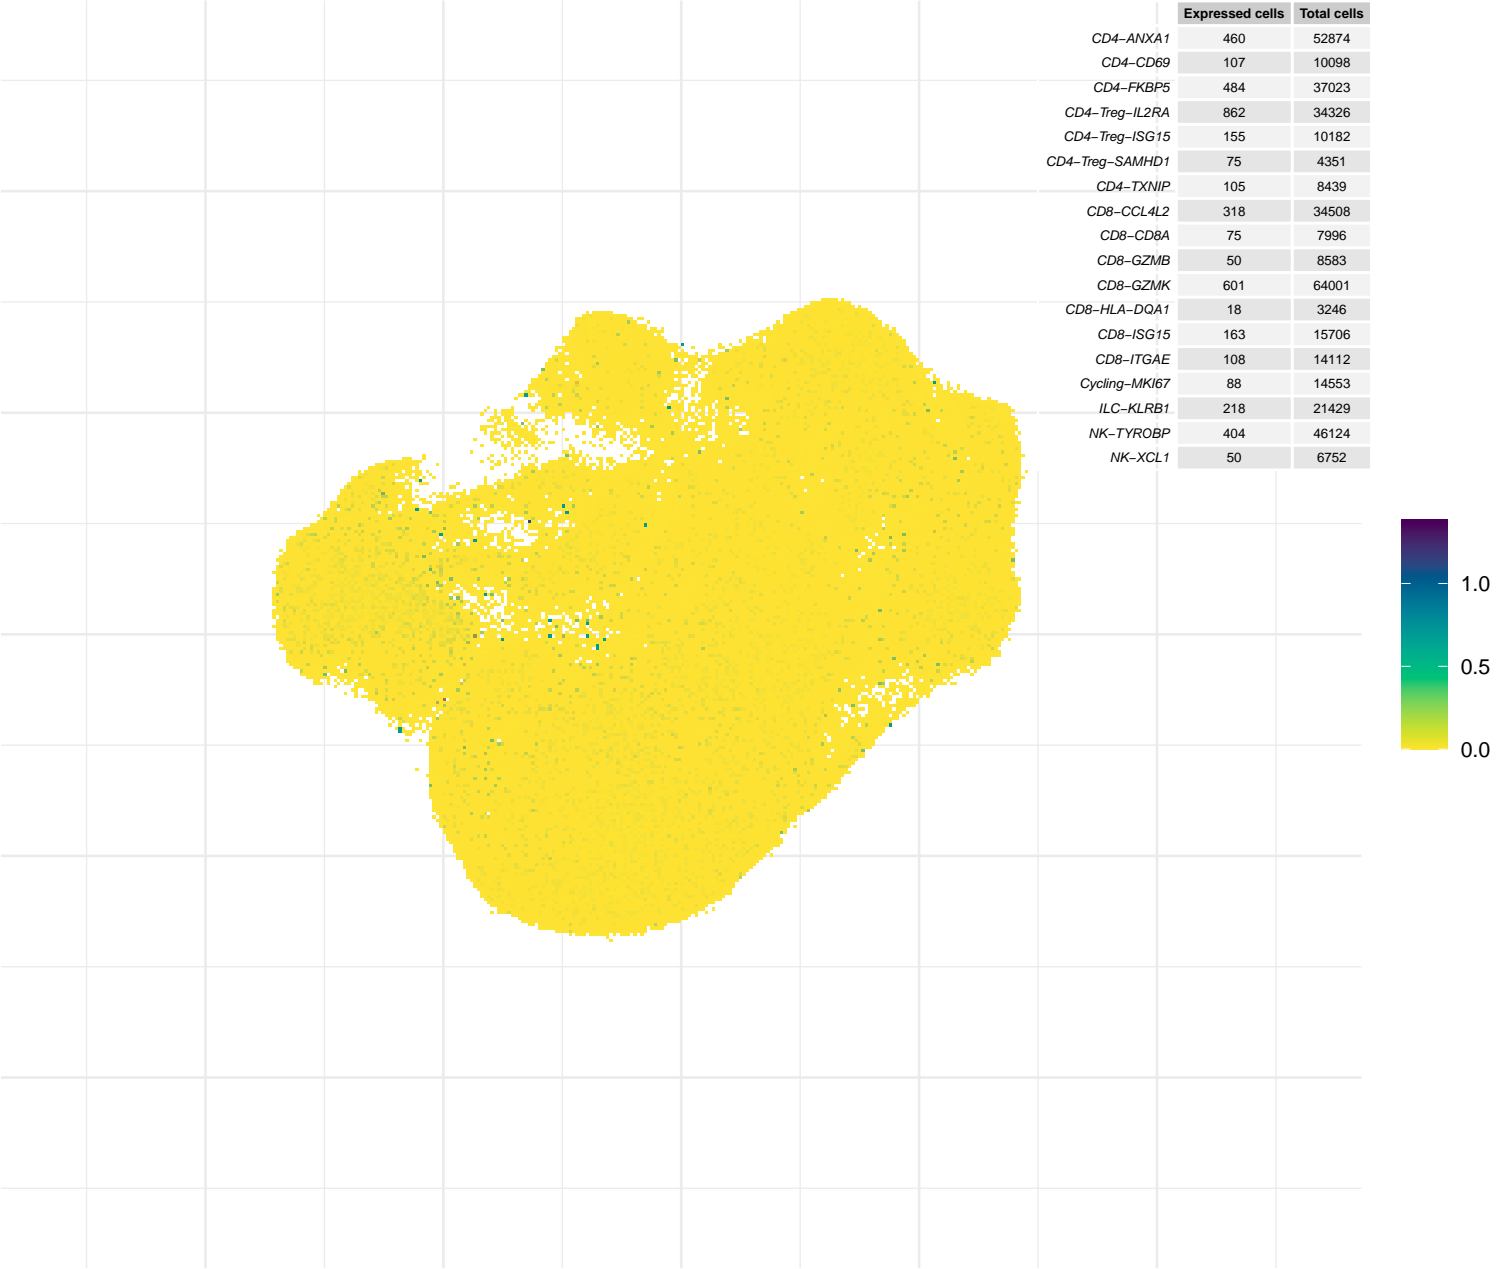 Expressed cells Total cells
CD4−ANXA1 460 52874
CD4−CD69 107 10098
CD4−FKBP5 484 37023
CD4−Treg−IL2RA 862 34326
CD4−Treg−ISG15 155 10182
CD4−Treg−SAMHD1 75 4351
CD4−TXNIP 105 8439
CD8−CCL4L2 318 34508
CD8−CD8A 75 7996
CD8−GZMB 50 8583
CD8−GZMK 601 64001
CD8−HLA−DQA1 18 3246
CD8−ISG15 163 15706
CD8−ITGAE 108 14112
Cycling−MKI67 88 14553
ILC−KLRB1 218 21429
NK−TYROBP 404 46124
NK−XCL1 50 6752
1.0
0.5
0.0